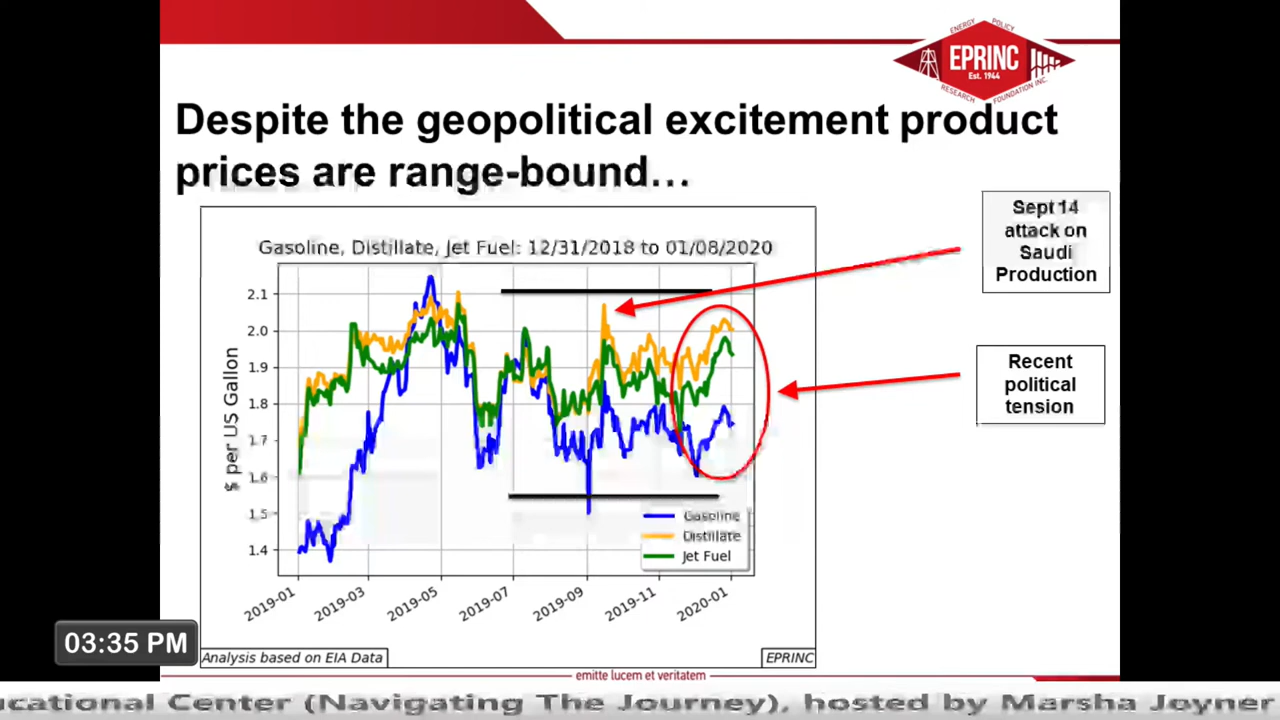 ENERGY POLICY
EPRINC
Est. 1944
RESEARCH FOUNDATION INC.
Despite the geopolitical excitement product
prices are range-bound…
Sept 14
attack on
Saudi
Production
Recent
political
tension
Gasoline, Distillate, Jet Fuel: 12/31/2018 to 01/08/2020
$ per US Gallon
2.1
2.0
1.9
1.8
1.7
1.6
1.5
1.4
Gasoline
Distillate
Jet Fuel
2019-01
2019-03
2019-05
2019-07
2019-09
2019-11
2020-01
03:35 PM
Analysis based on EIA Data
EPRINC
emitte lucem et veritatem
ucational Center (Navigating The Journey), hosted by Marsha Joyner